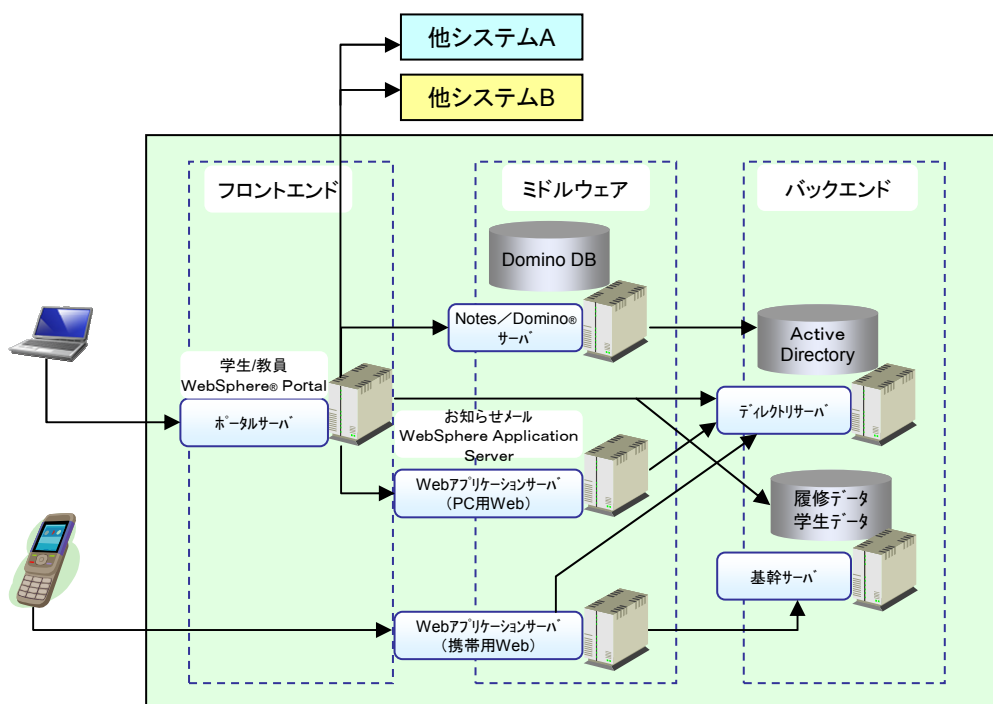 他システムA
他システムB
フロントエンド
ミドルウェア
バックエンド
Domino DB
Notes/Domino®
サーバ
Active
Directory
学生/教員
WebSphere® Portal
ポータルサーバ
ディレクトリサーバ
お知らせメール
WebSphere Application
Server
Webアプリケーションサーバ
(PC用Web)
履修データ
学生データ
基幹サーバ
Webアプリケーションサーバ
(携帯用Web)